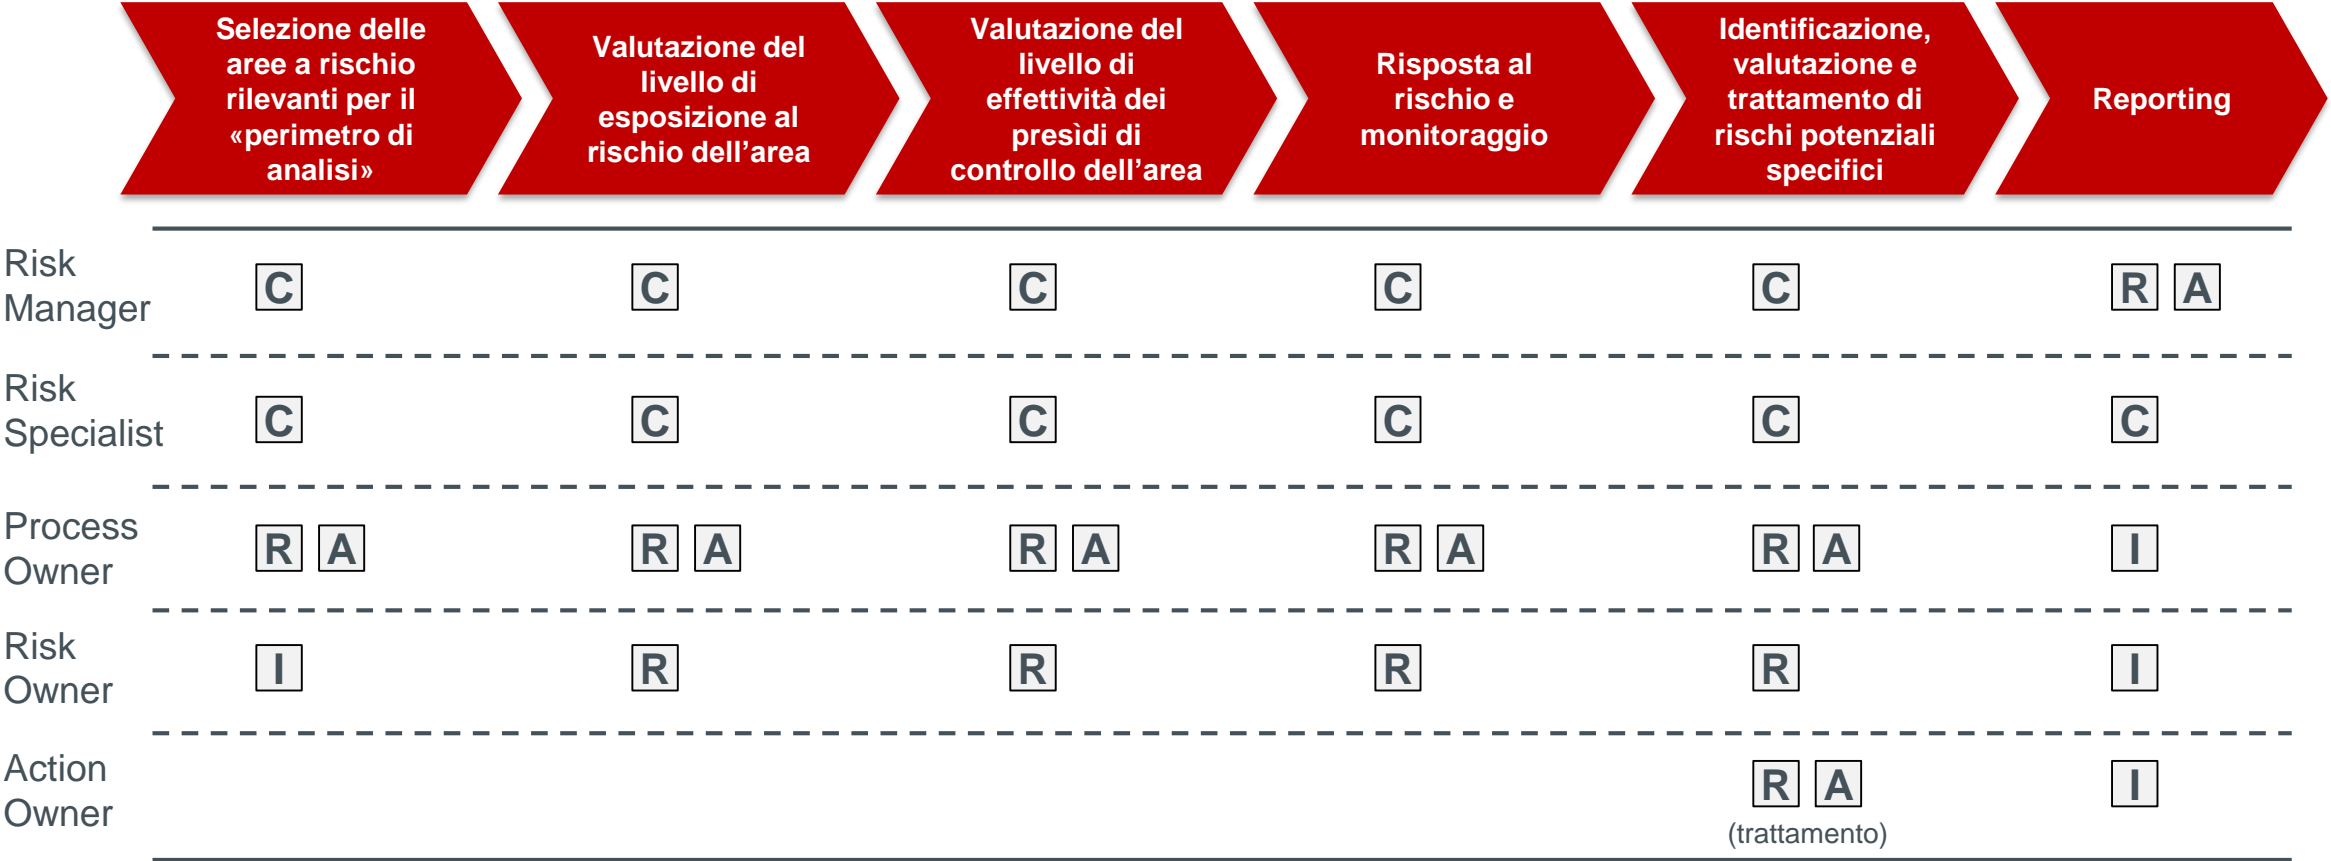 Selezione delle
aree a rischio
rilevanti per il
«perimetro di
analisi»
Valutazione del
livello di
esposizione al
rischio dell'area
Valutazione del
livello di
effettività dei
presìdi di
controllo dell'area
Risposta al
rischio e
monitoraggio
Identificazione,
valutazione e
trattamento di
rischi potenziali
specifici
Reporting
Risk
Manager
C C C C C R A
Risk
Specialist
C C C C C C
Process
Owner
R A R A R A R A R A I
Risk
Owner
I R R R R I
Action
Owner
R A I
(trattamento)